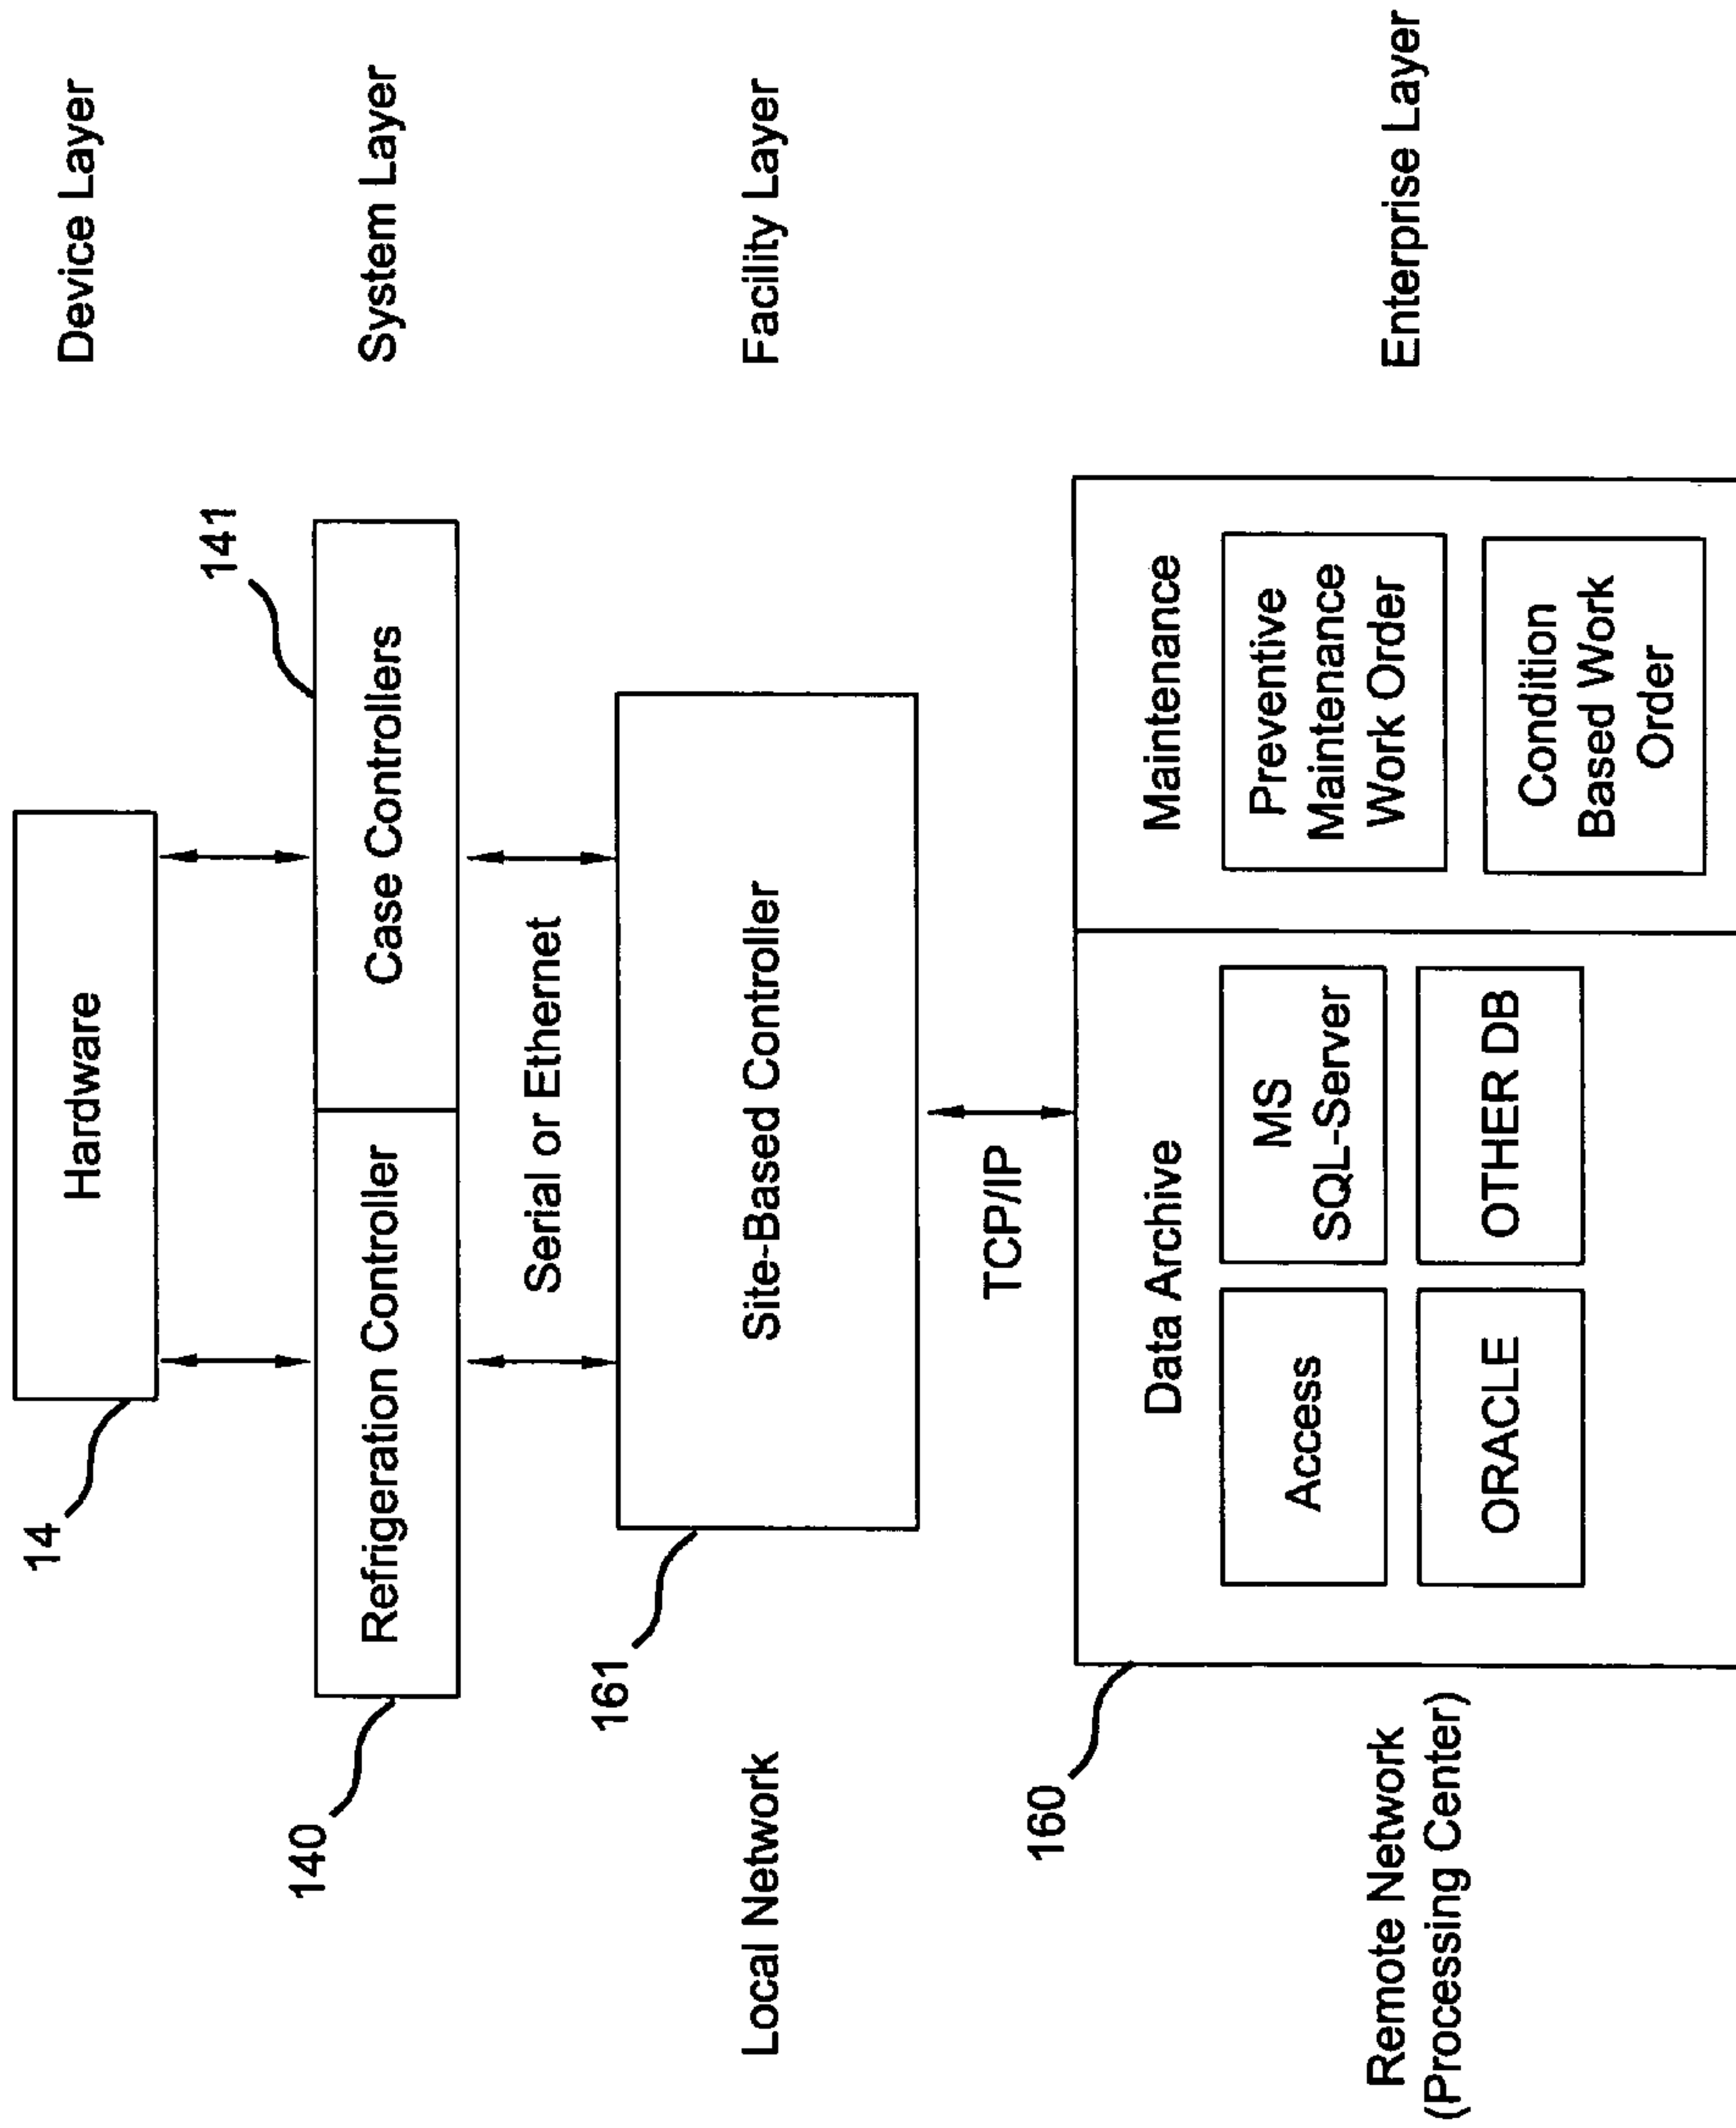 Device Layer
System Layer
Facility Layer
Enterprise Layer
14
Hardware
140
Refrigeration Controller
Case Controllers
141
Serial or Ethernet
Local Network
161
Site-Based Controller
TCP/IP
Remote Network
(Processing Center)
160
Data Archive
Access
MS
SQL-Server
ORACLE
OTHER DB
Maintenance
Preventive
Maintenance
Work Order
Condition
Based Work
Order